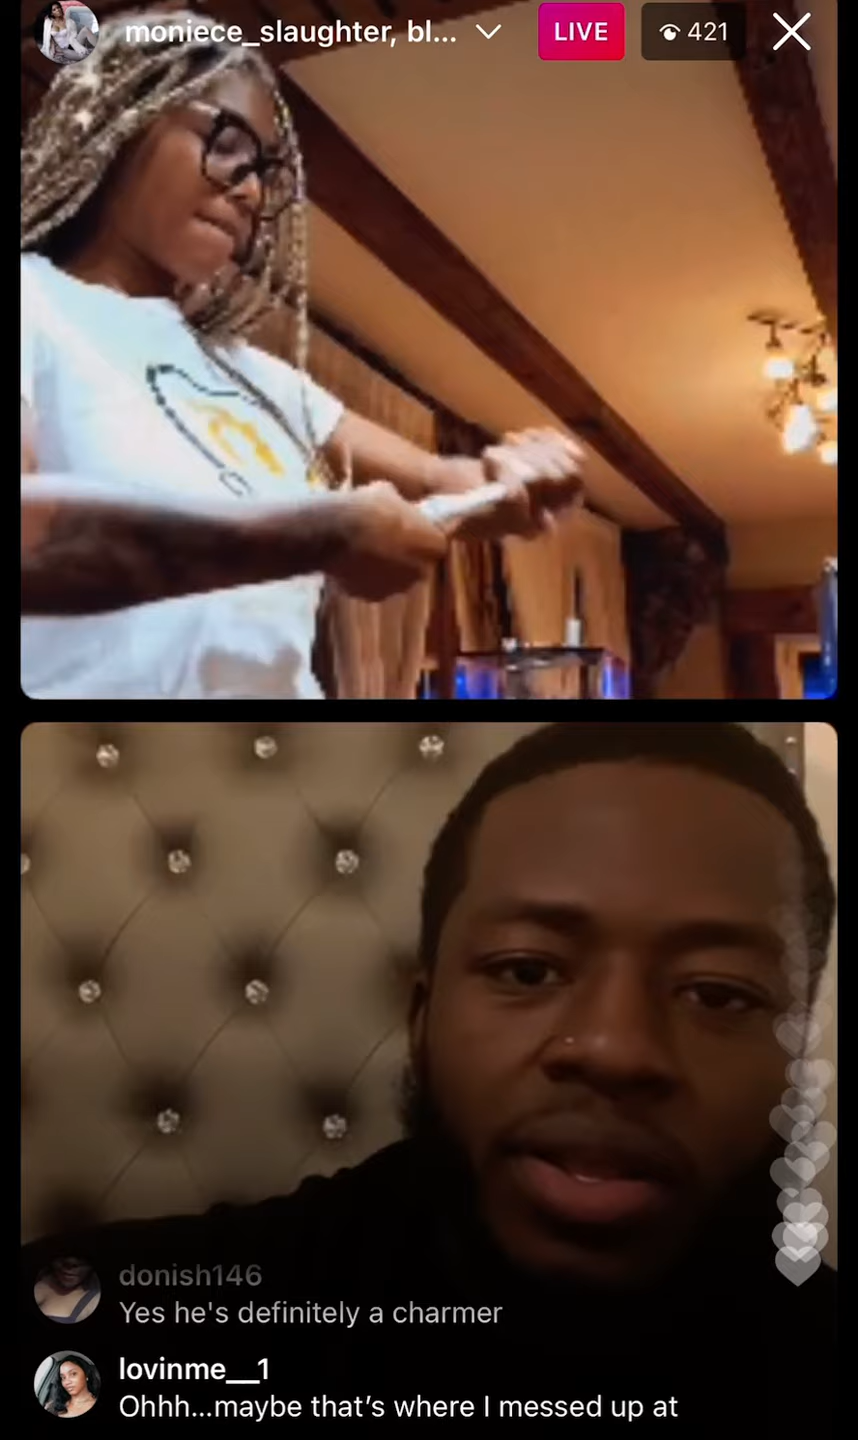 moniece_slaughter, bl...
LIVE
421
donish146
Yes he's definitely a charmer
lovinme__1
Ohhh...maybe that's where I messed up at